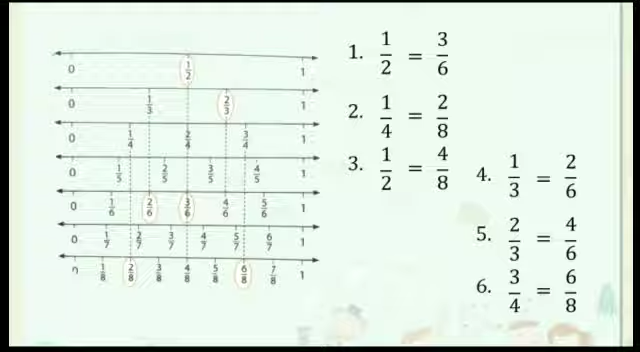 0 1/2 1
0 1/3 2/3 1
0 1/4 2/4 3/4 1
0 1/5 2/5 3/5 4/5 1
0 1/6 2/6 3/6 4/6 5/6 1
0 1/7 2/7 3/7 4/7 5/7 6/7 1
0 1/8 2/8 3/8 4/8 5/8 6/8 7/8 1
1. 1/2 = 3/6
2. 1/4 = 2/8
3. 1/2 = 4/8
4. 1/3 = 2/6
5. 2/3 = 4/6
6. 3/4 = 6/8